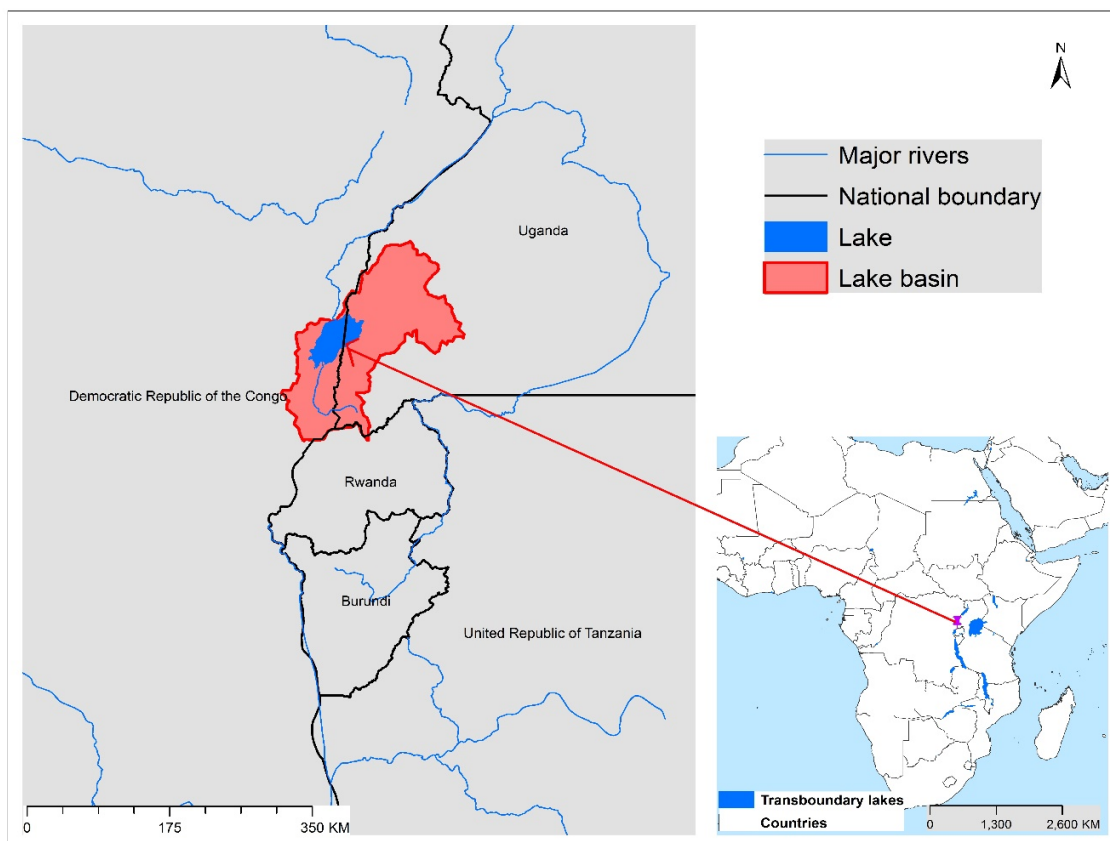 N
Major rivers
National boundary
Lake
Lake basin
Uganda
Democratic Republic of the Congo
Rwanda
Burundi
United Republic of Tanzania
0 175 350 KM
Transboundary lakes
Countries
0 1,300 2,600 KM